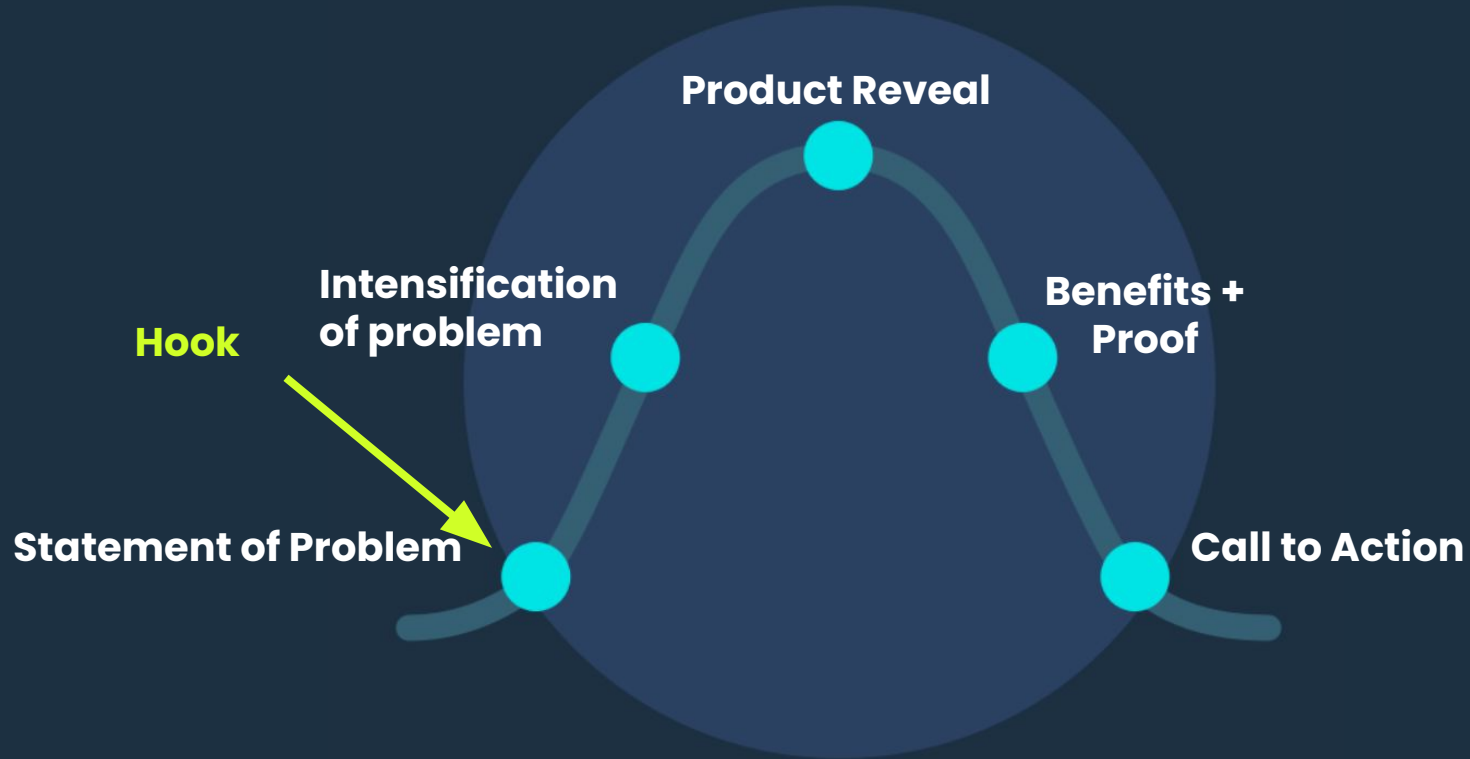 Product Reveal
Intensification
of problem
Benefits +
Proof
Hook
Statement of Problem
Call to Action